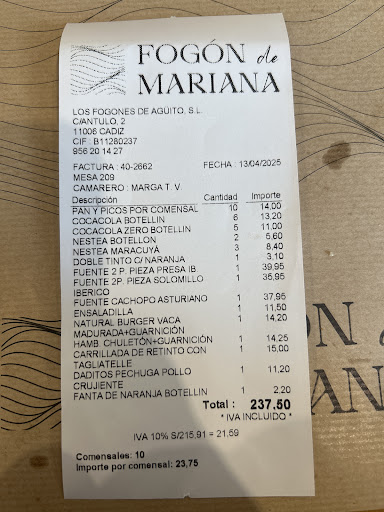 FOGÓN de
MARIANA
LOS FOGONES DE AGÜITO, S.L.
C/ANTULO, 2
11006 CADIZ
CIF : B11280237
956 20 14 27
FACTURA : 40-2662 FECHA : 13/04/2025
MESA 209
CAMARERO : MARGA T. V.
Descripción Cantidad Importe
PAN Y PICOS POR COMENSAL 10 14,00
COCACOLA BOTELLIN 6 13,20
COCACOLA ZERO BOTELLIN 5 11,00
NESTEA BOTELLON 2 5,60
NESTEA MARACUYÁ 3 8,40
DOBLE TINTO C/ NARANJA 1 3,10
FUENTE 2 P. PIEZA PRESA IB. 1 39,95
FUENTE 2P. PIEZA SOLOMILLO 1 35,95
IBERICO
FUENTE CACHOPO ASTURIANO 1 37,95
ENSALADILLA 1 11,50
NATURAL BURGER VACA 1 14,20
MADURADA+GUARNICIÓN
HAMB. CHULETÓN+GUARNICIÓN 1 14,25
CARRILLADA DE RETINTO CON 1 15,00
TAGLIATELLE
DADITOS PECHUGA POLLO 1 11,20
CRUJIENTE
FANTA DE NARANJA BOTELLIN 1 2,20
Total : 237.50
* IVA INCLUIDO *
IVA 10% S/215,91 = 21,59
Comensales: 10
Importe por comensal: 23,75
ÓN d
IAN